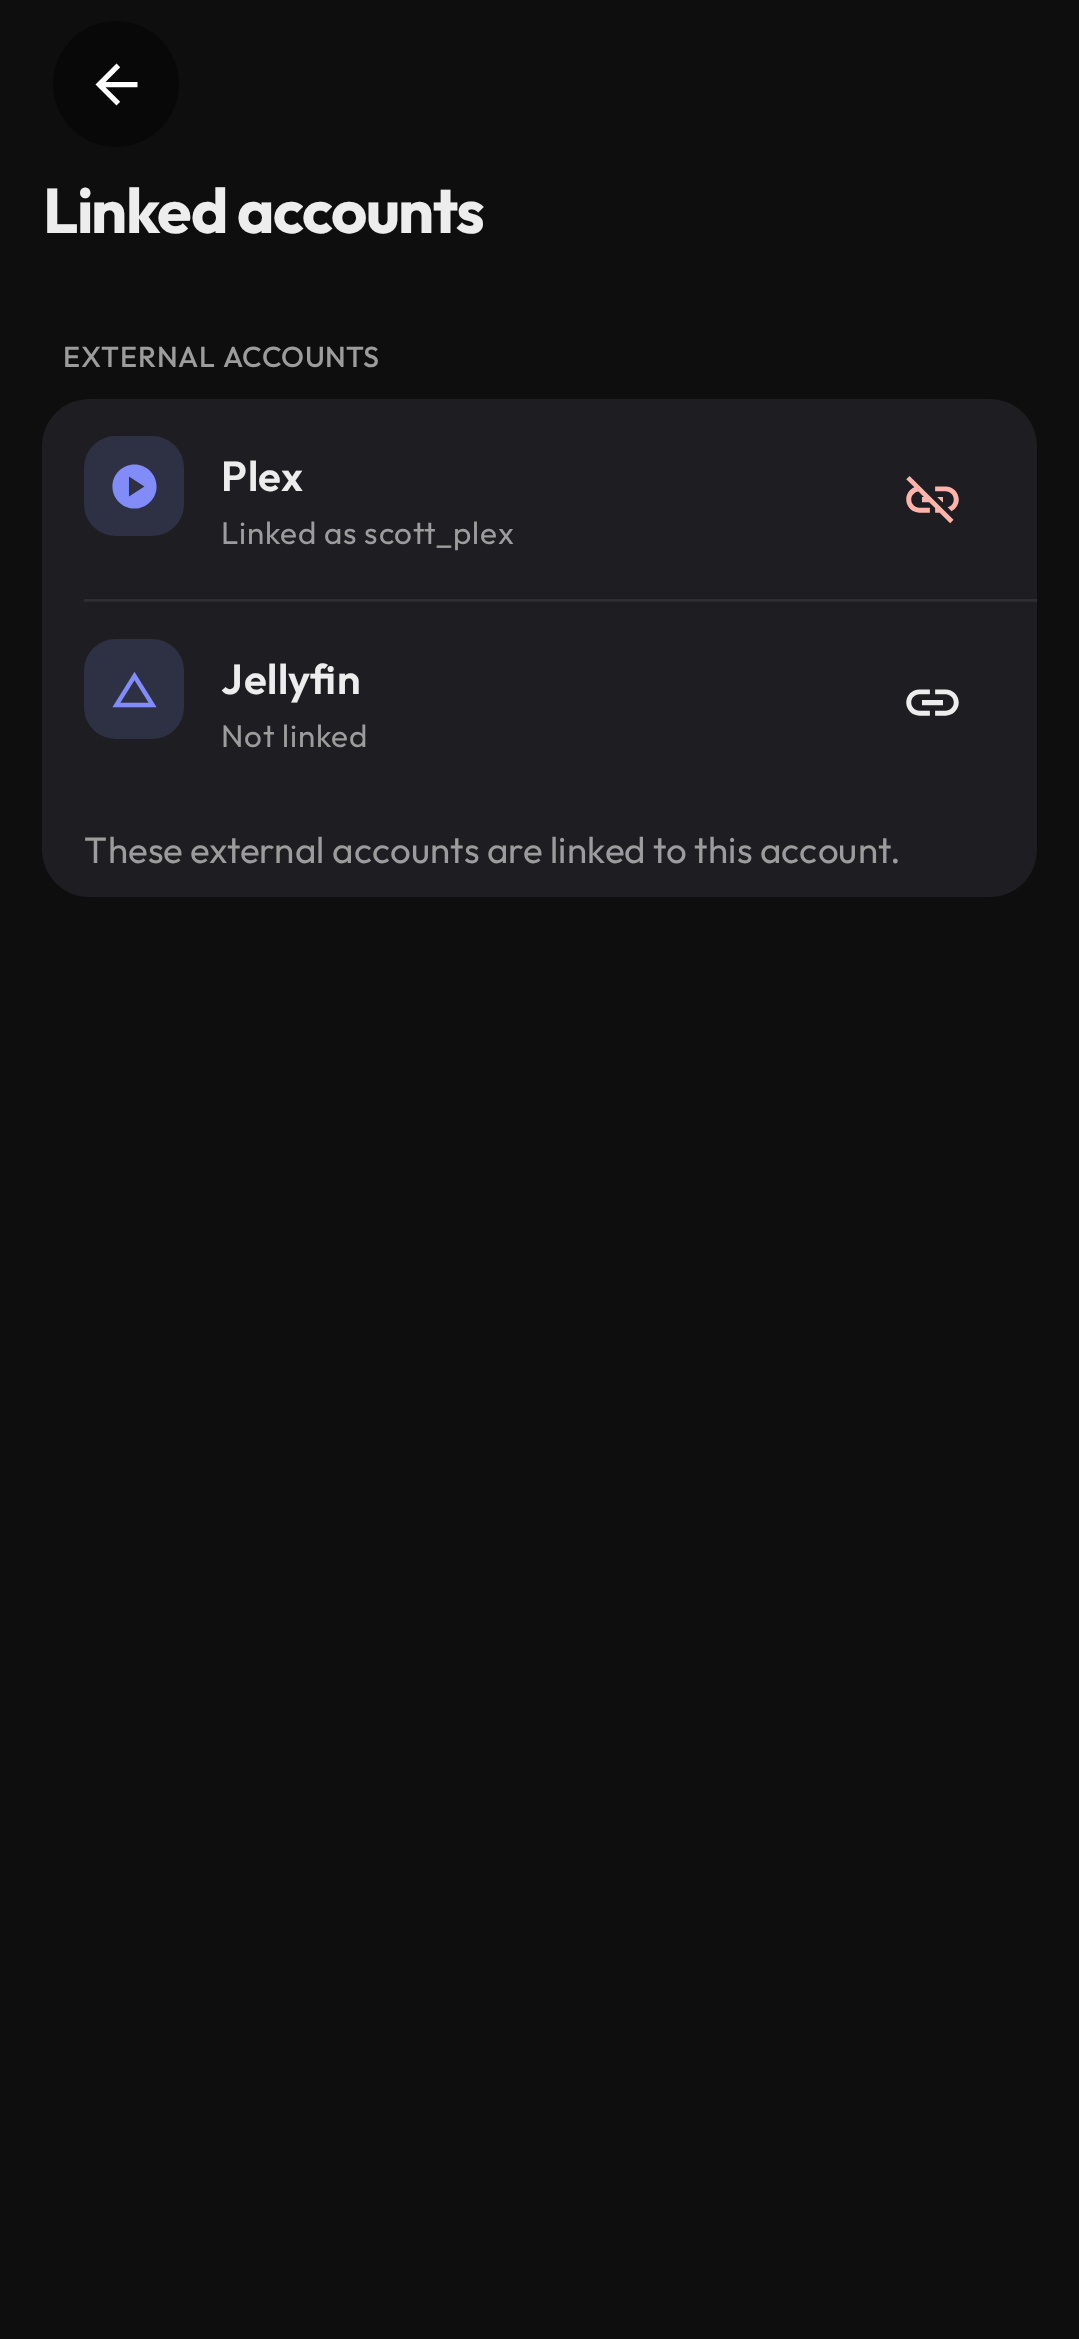 Linked accounts
EXTERNAL ACCOUNTS
Plex
Linked as scott_plex
Jellyfin
Not linked
These external accounts are linked to this account.